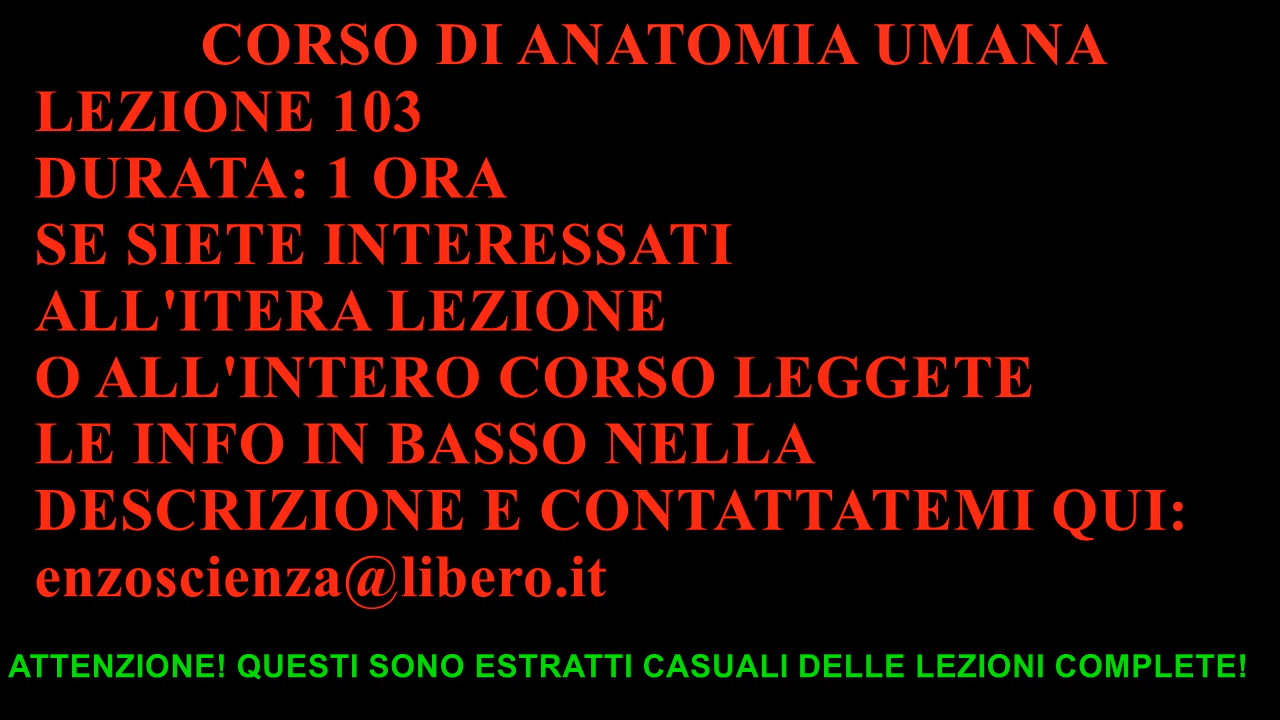 CORSO DI ANATOMIA UMANA
LEZIONE 103
DURATA: 1 ORA
SE SIETE INTERESSATI
ALL'ITERA LEZIONE
O ALL'INTERO CORSO LEGGETE
LE INFO IN BASSO NELLA
DESCRIZIONE E CONTATTATEMI QUI:
enzoscienza@libero.it
ATTENZIONE! QUESTI SONO ESTRATTI CASUALI DELLE LEZIONI COMPLETE!